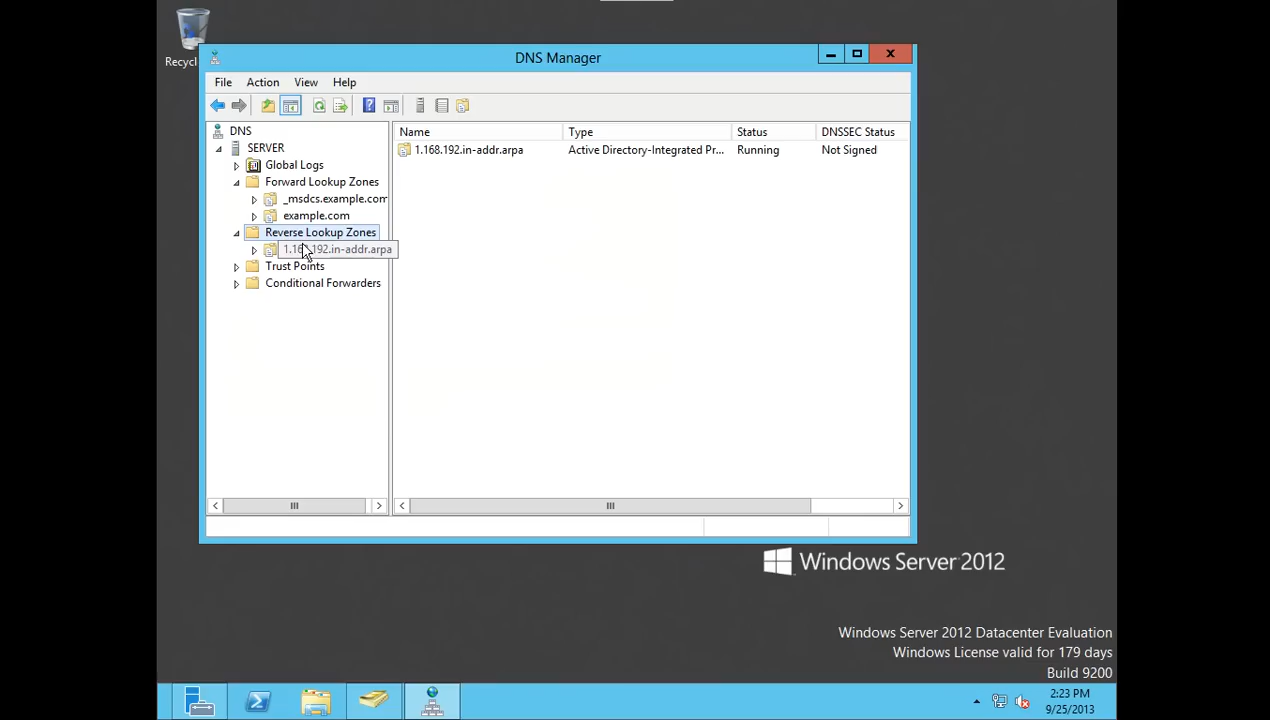 Recycl
DNS Manager
File Action View Help
DNS
SERVER
Global Logs
Forward Lookup Zones
_msdcs.example.com
example.com
Reverse Lookup Zones
1.168.192.in-addr.arpa
Trust Points
Conditional Forwarders
Name Type Status DNSSEC Status
1.168.192.in-addr.arpa Active Directory-Integrated Pr... Running Not Signed
Windows Server 2012
Windows Server 2012 Datacenter Evaluation
Windows License valid for 179 days
Build 9200
2:23 PM
9/25/2013